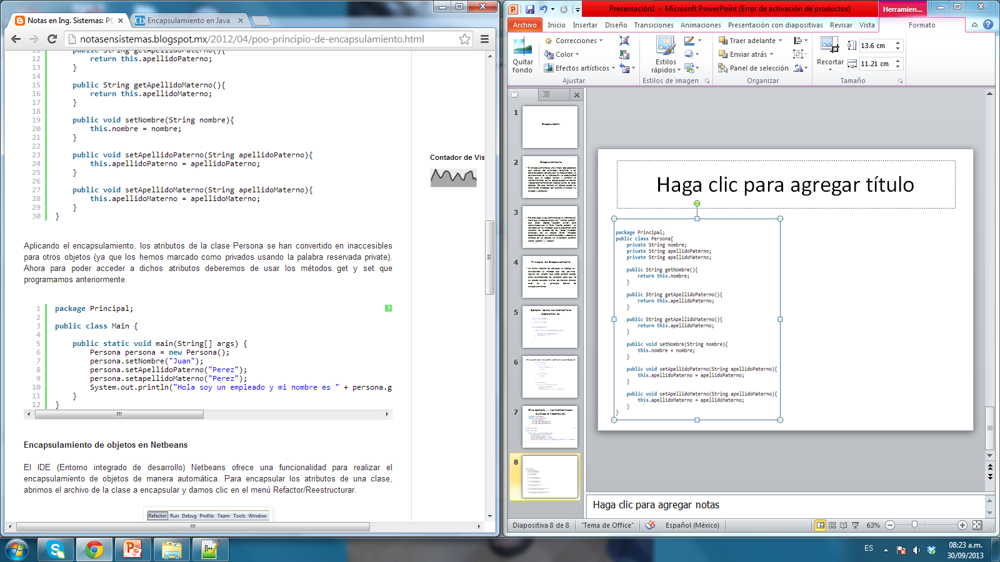 Notas en Ing. Sistemas: PO
Encapsulamiento en Java
notasensistemas.blogspot.mx/2012/04/poo-principio-de-encapsulamiento.html
11 public String getApellidoPaterno(){
12 return this.apellidoPaterno;
13 }
14
15 public String getApellidoMaterno(){
16 return this.apellidoMaterno;
17 }
18
19 public void setNombre(String nombre){
20 this.nombre = nombre;
21 }
22
23 public void setApellidoPaterno(String apellidoPaterno){
24 this.apellidoPaterno = apellidoPaterno;
25 }
26
27 public void setApellidoMaterno(String apellidoMaterno){
28 this.apellidoMaterno = apellidoMaterno;
29 }
30 }
Contador de Vis
Aplicando el encapsulamiento, los atributos de la clase Persona se han convertido en inaccesibles
para otros objetos (ya que los hemos marcado como privados usando la palabra reservada private).
Ahora para poder acceder a dichos atributos deberemos de usar los métodos get y set que
programamos anteriormente.
?
1 package Principal;
2
3 public class Main {
4
5 public static void main(String[] args) {
6 Persona persona = new Persona();
7 persona.setNombre("Juan");
8 persona.setApellidoPaterno("Perez");
9 persona.setapellidoMaterno("Perez");
10 System.out.println("Hola soy un empleado y mi nombre es " + persona.g
11 }
12 }
Encapsulamiento de objetos en Netbeans
El IDE (Entorno integrado de desarrollo) Netbeans ofrece una funcionalidad para realizar el
encapsulamiento de objetos de manera automática. Para encapsular los atributos de una clase,
abrimos el archivo de la clase a encapsular y damos clic en el menú Refactor/Reestructurar.
Refactor Run Debug Profile Team Tools Window
Presentación1 - Microsoft PowerPoint (Error de activación de productos)
Herramien...
Archivo Inicio Insertar Diseño Transiciones Animaciones Presentación con diapositivas Revisar Vista Formato
Quitar fondo
Correcciones
Color
Efectos artísticos
Ajustar
Estilos rápidos
Estilos de imagen
Traer adelante
Enviar atrás
Panel de selección
Organizar
Recortar
13.6 cm
11.21 cm
Tamaño
1
Encapsulación
2
Encapsulamiento
3
4
Principio de Encapsulamiento
5
6
7
8
Haga clic para agregar título
package Principal;
public class Persona{
private String nombre;
private String apellidoPaterno;
private String apellidoMaterno;
public String getNombre(){
return this.nombre;
}
public String getApellidoPaterno(){
return this.apellidoPaterno;
}
public String getApellidoMaterno(){
return this.apellidoMaterno;
}
public void setNombre(String nombre){
this.nombre = nombre;
}
public void setApellidoPaterno(String apellidoPaterno){
this.apellidoPaterno = apellidoPaterno;
}
public void setApellidoMaterno(String apellidoMaterno){
this.apellidoMaterno = apellidoMaterno;
}
}
Haga clic para agregar notas
Diapositiva 8 de 8
"Tema de Office"
Español (México)
63%
ES
08:23 a.m.
30/09/2013